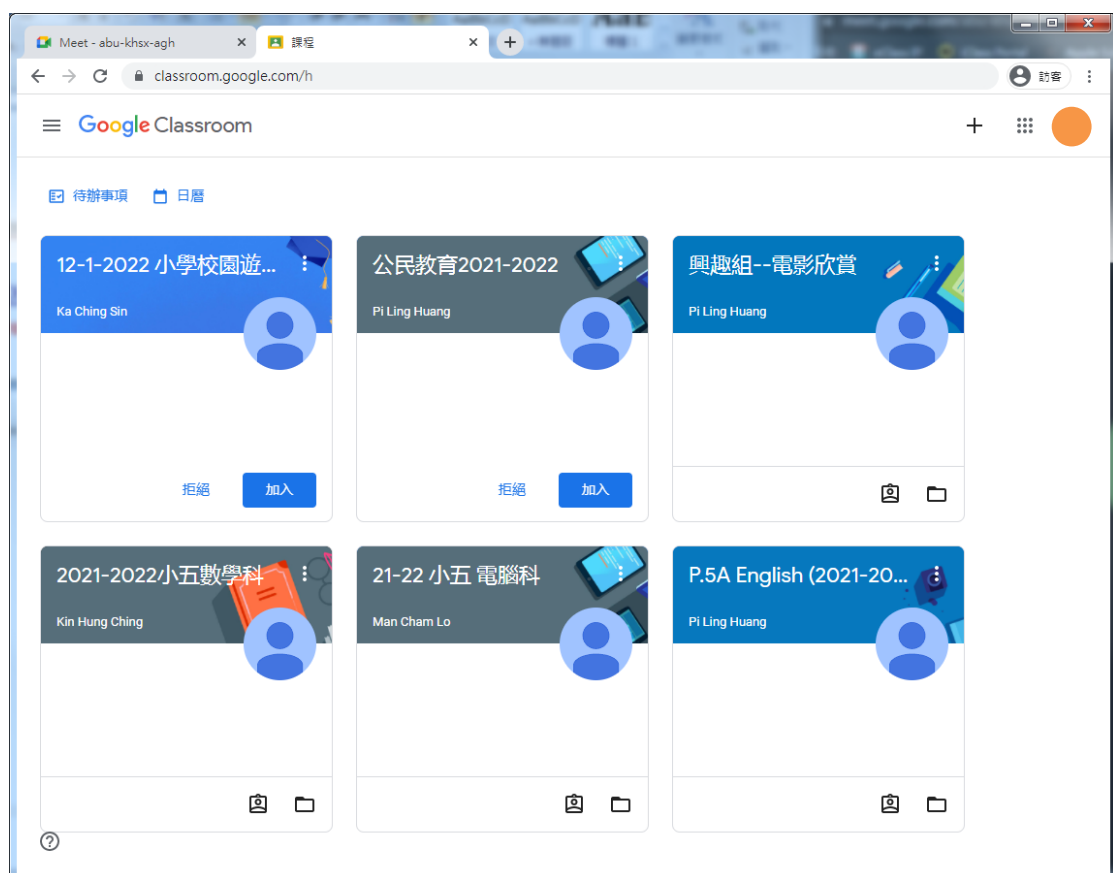 Meet - abu-khsx-agh
課程
classroom.google.com/h
訪客
Google Classroom
待辦事項 日曆
12-1-2022 小學校園遊...
Ka Ching Sin
拒絕 加入
公民教育2021-2022
Pi Ling Huang
拒絕 加入
興趣組--電影欣賞
Pi Ling Huang
2021-2022小五數學科
Kin Hung Ching
21-22 小五 電腦科
Man Cham Lo
P.5A English (2021-20...
Pi Ling Huang